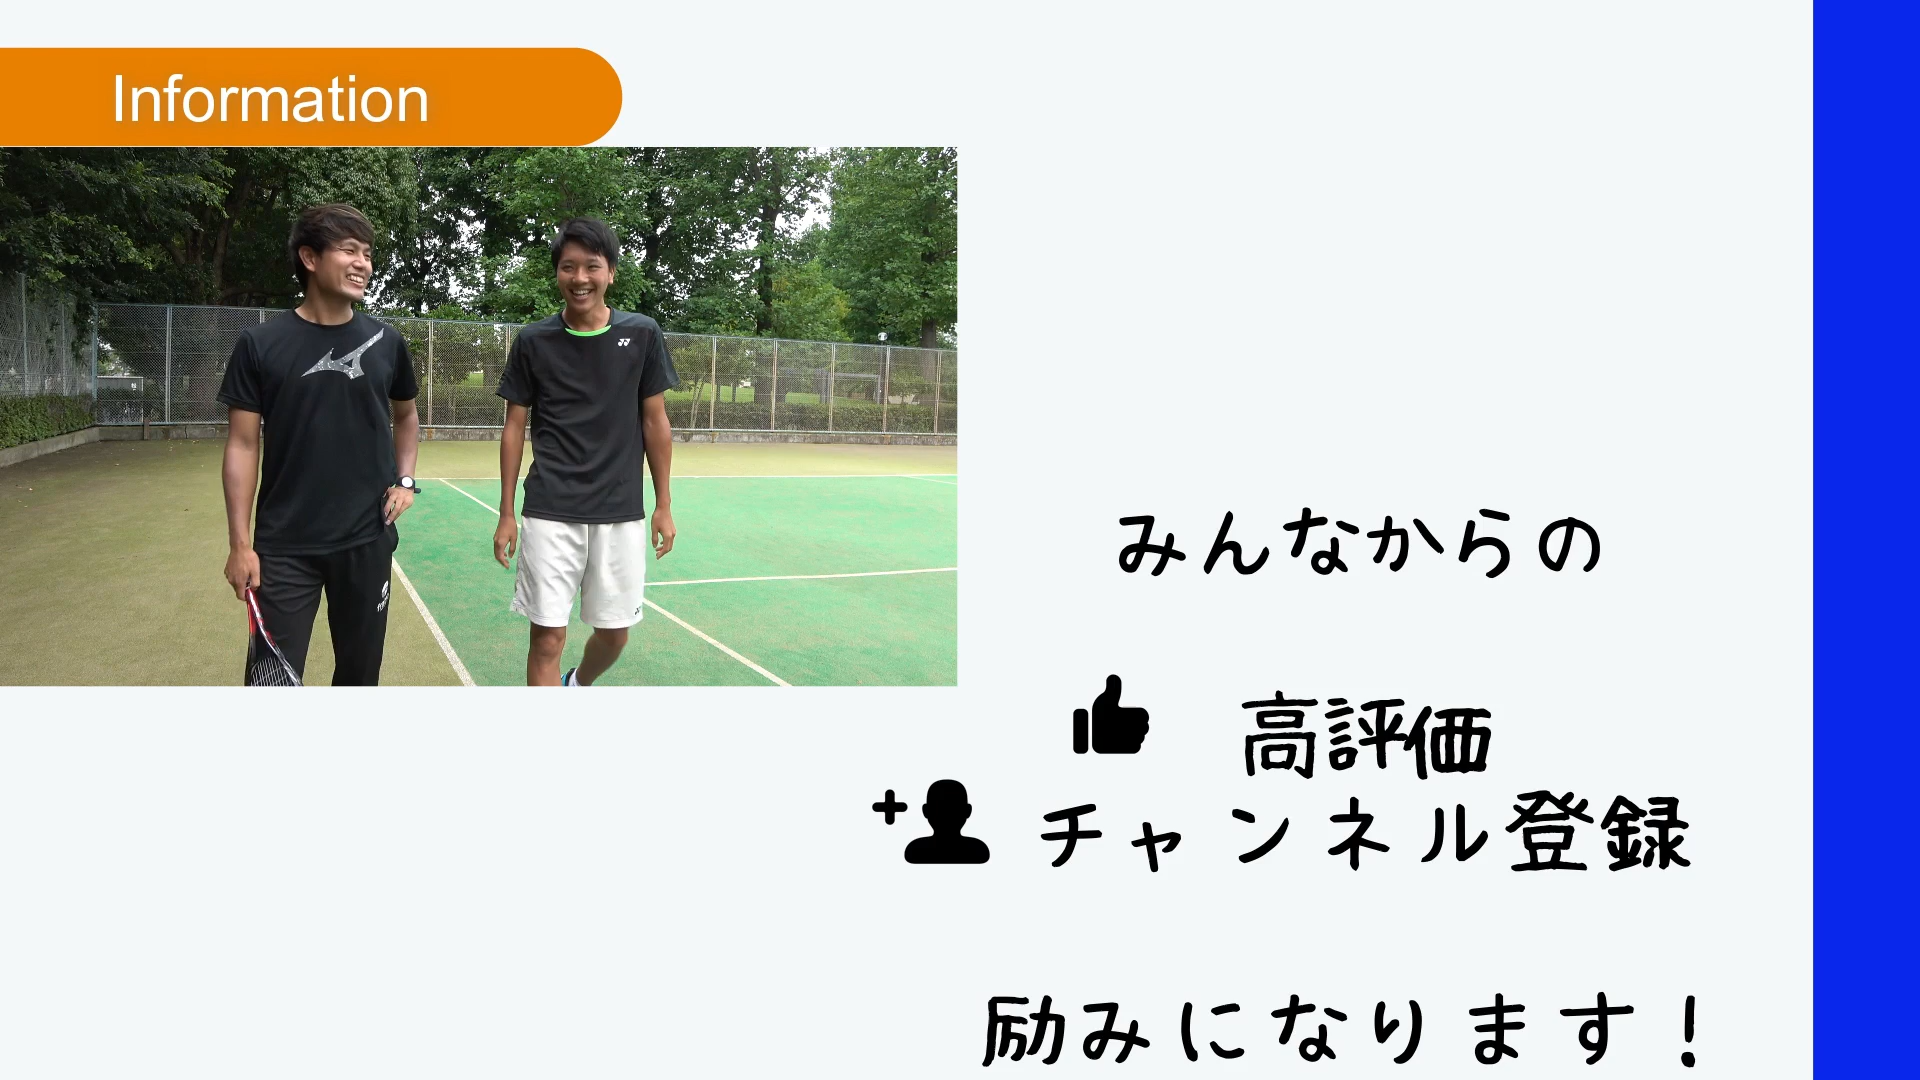 Information
みんなからの
高評価
チャンネル登録
励みになります！